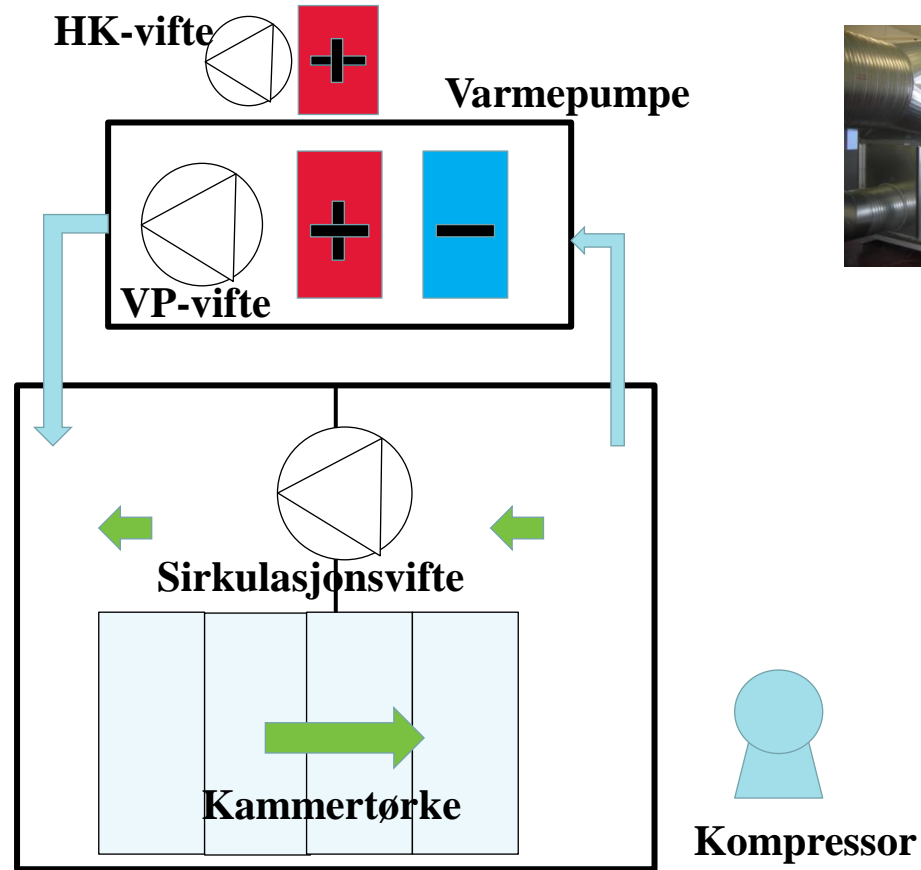 HK-vifte
Varmepumpe
VP-vifte
Sirkulasjonsvifte
Kammertørke
Kompressor